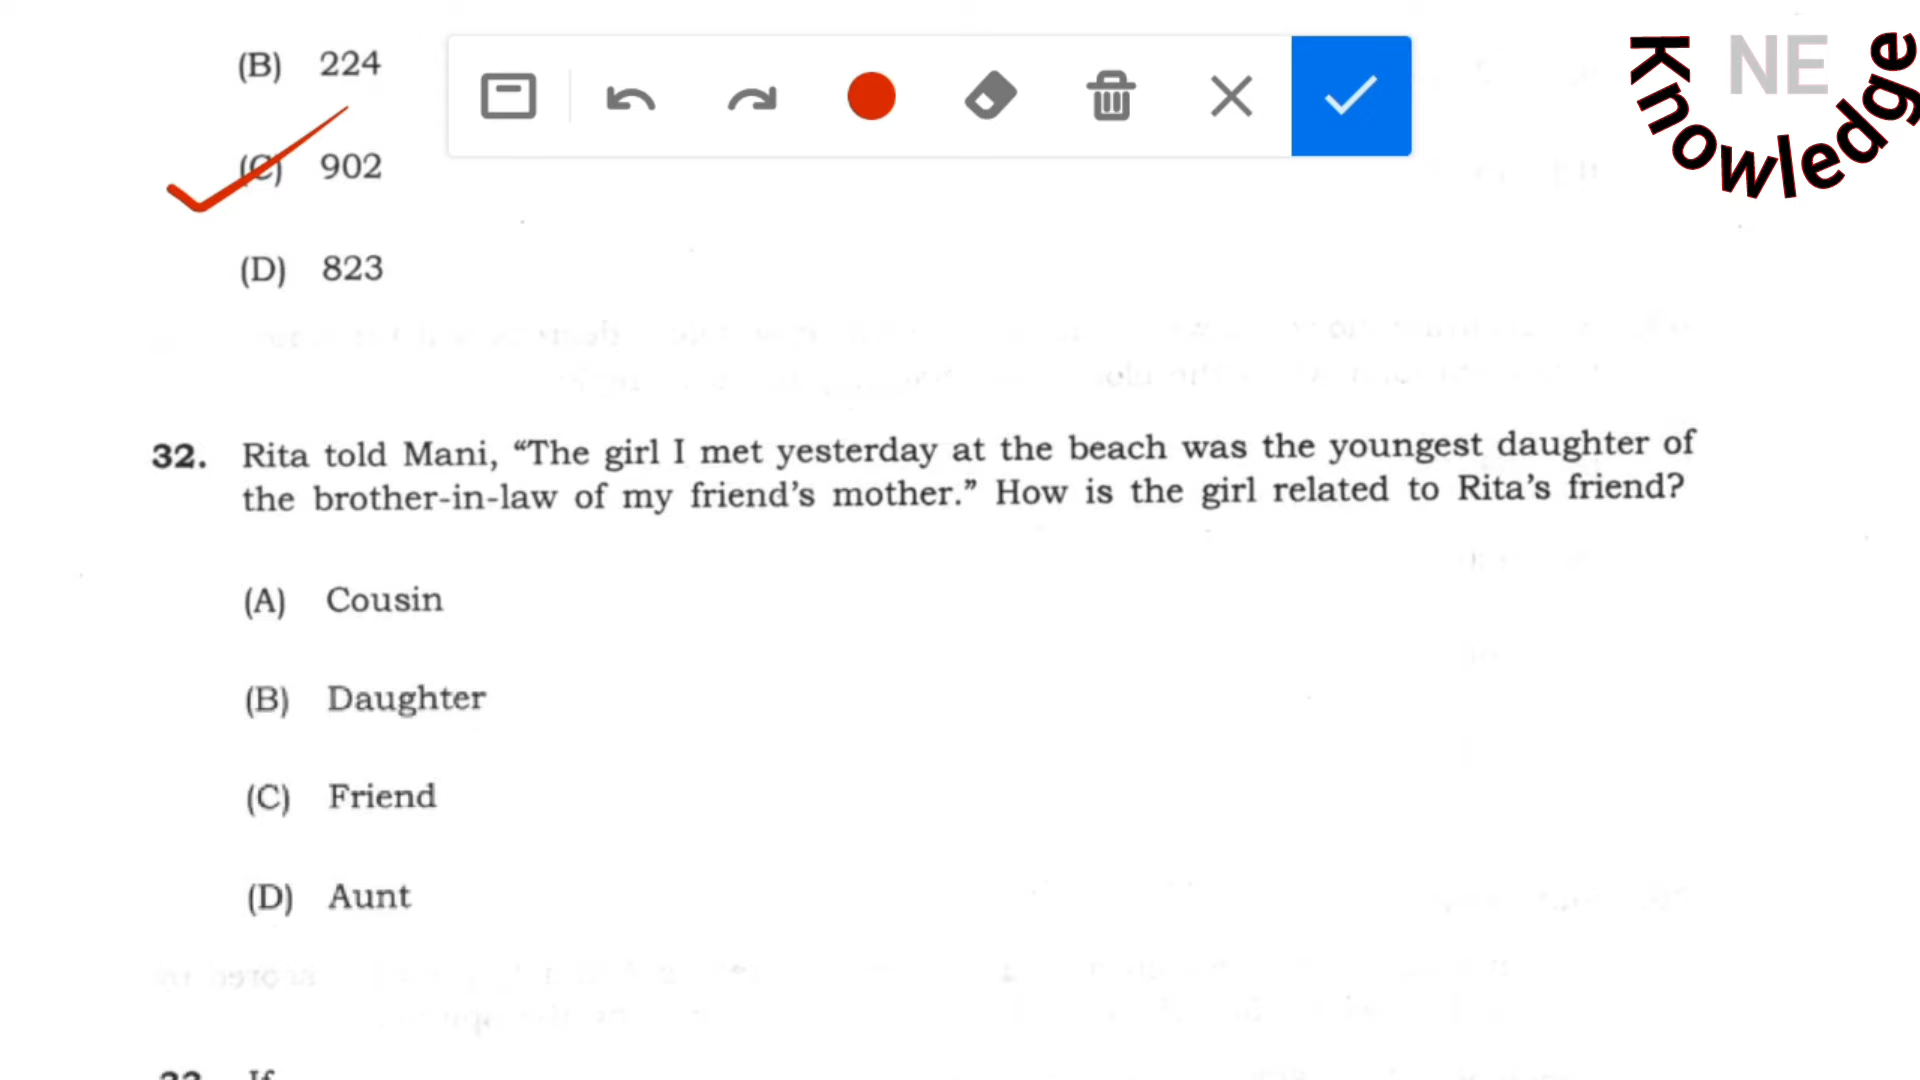 (B) 224
(C) 902
(D) 823
NE
Knowledge
32. Rita told Mani, “The girl I met yesterday at the beach was the youngest daughter of
the brother-in-law of my friend’s mother.” How is the girl related to Rita’s friend?
(A) Cousin
(B) Daughter
(C) Friend
(D) Aunt
If